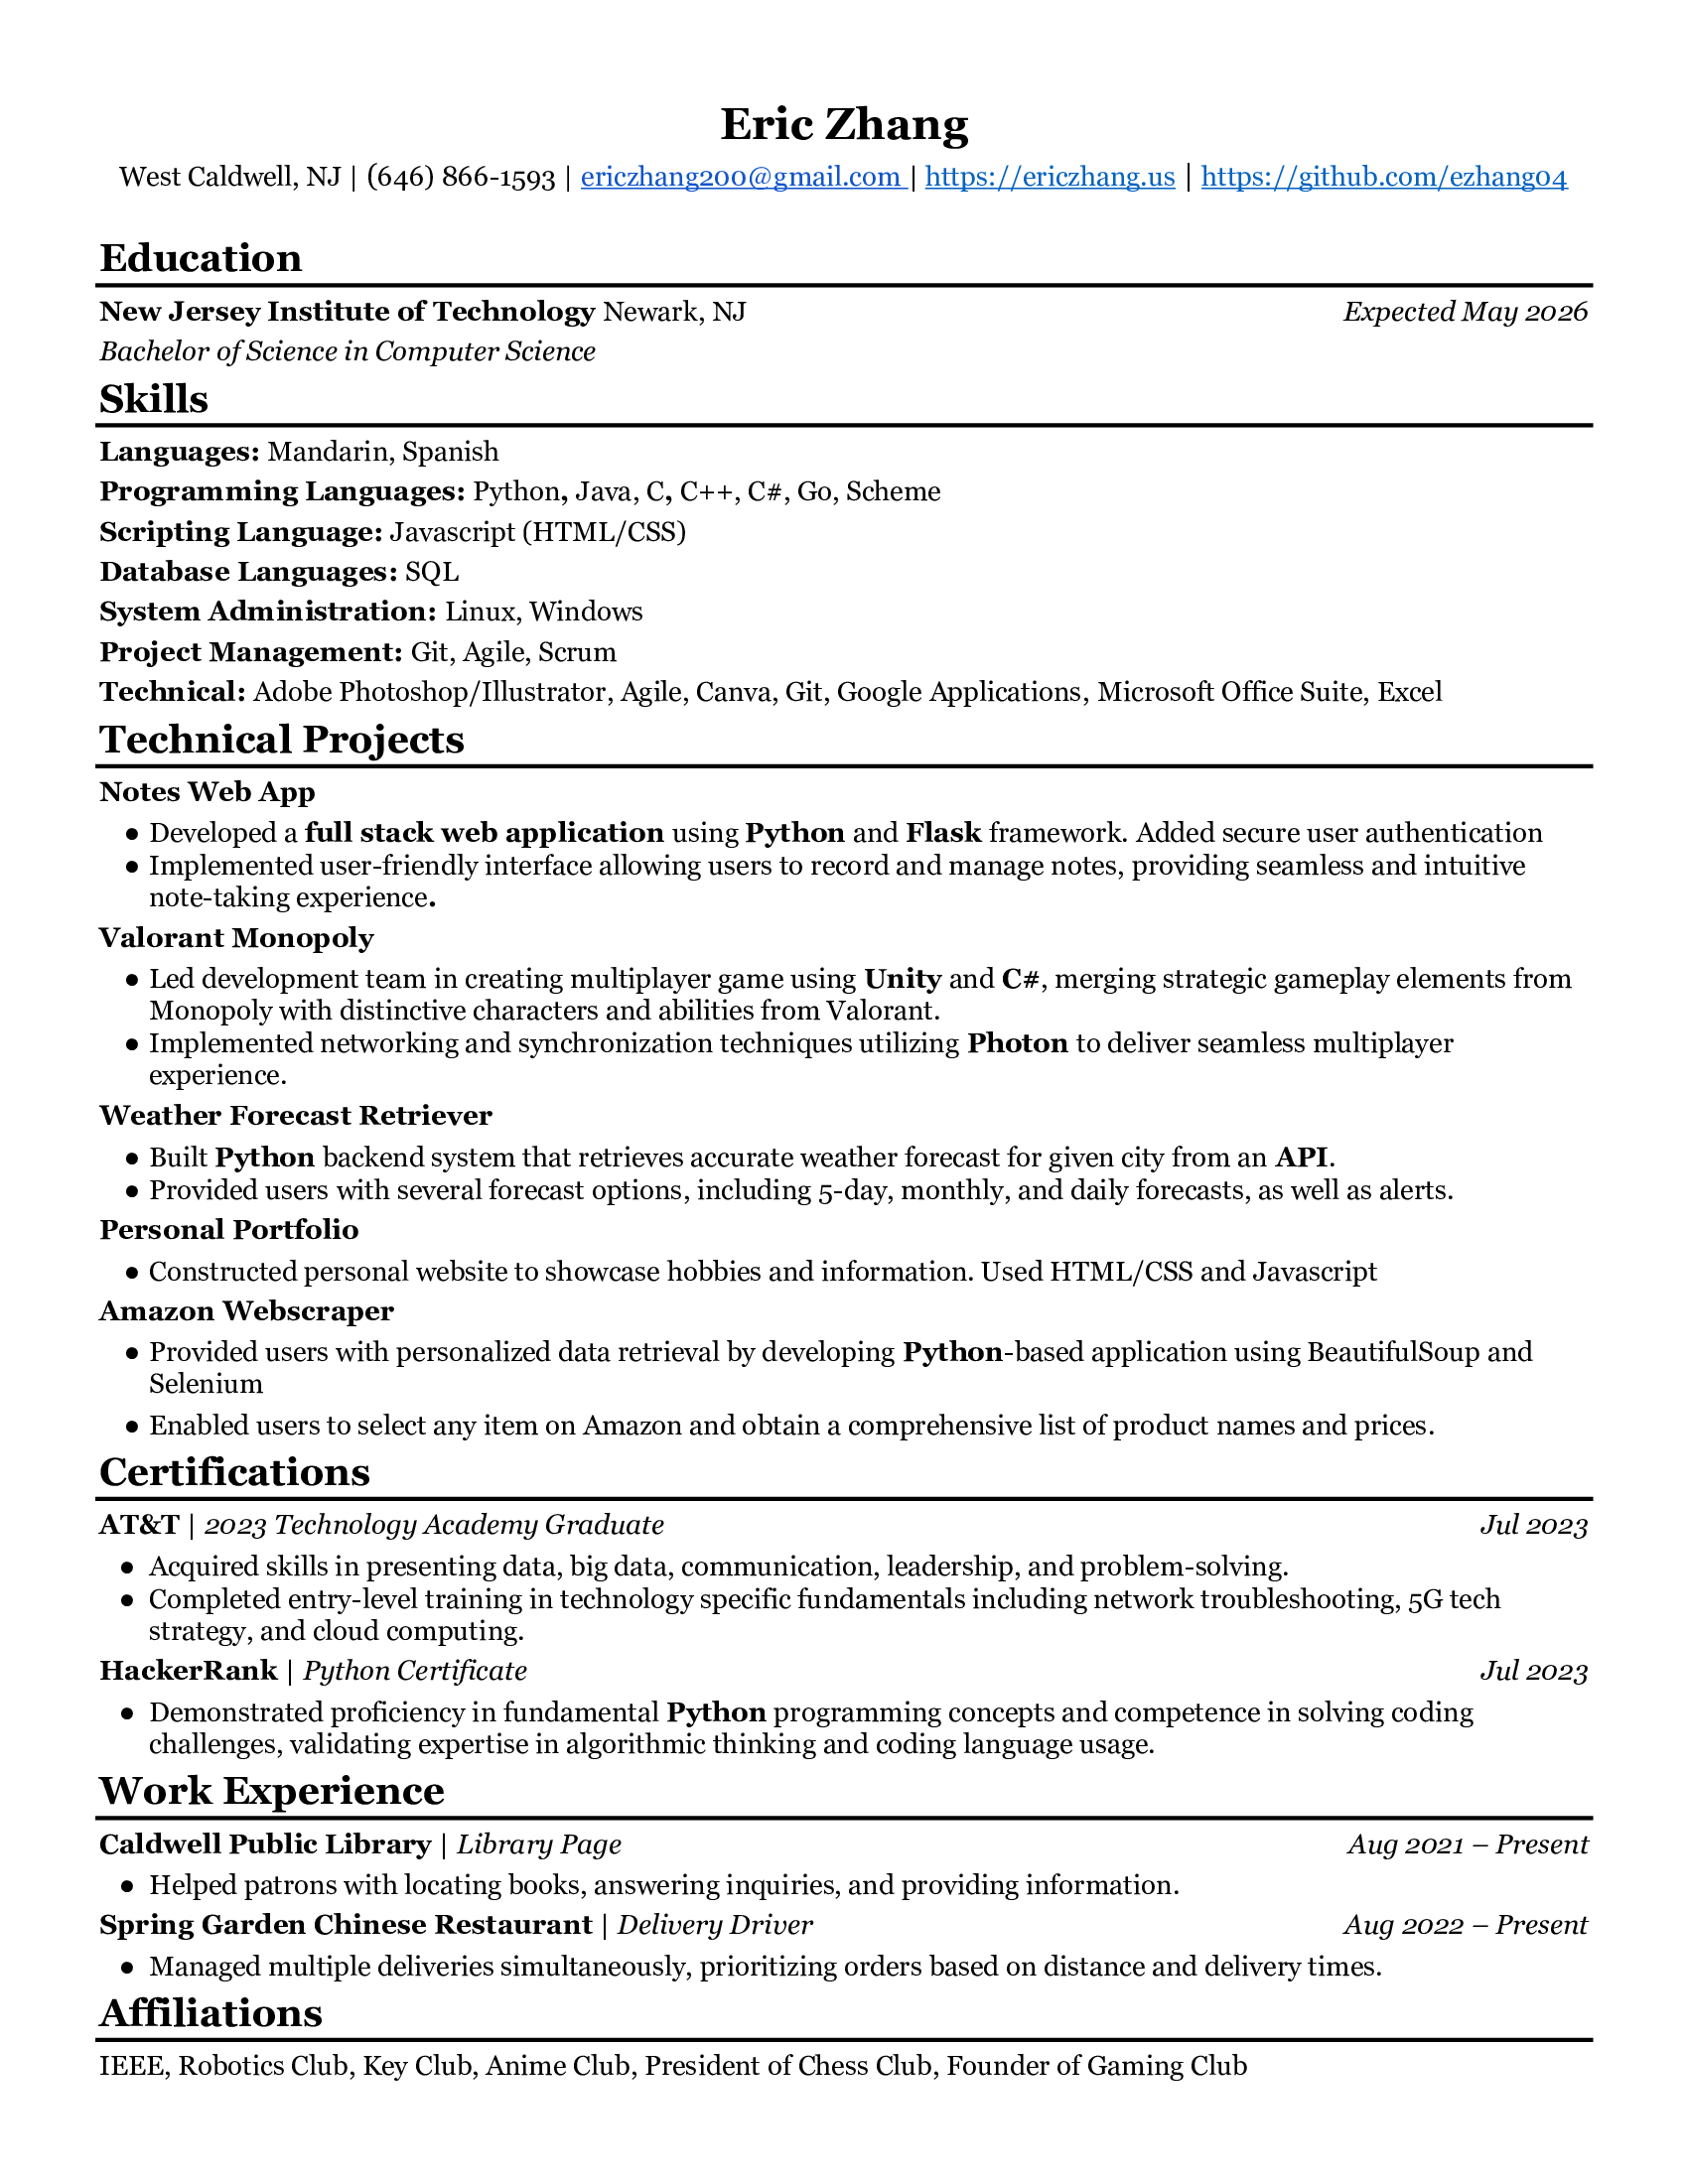 Eric Zhang
West Caldwell, NJ | (646) 866-1593 | ericzhang200@gmail.com | https://ericzhang.us | https://github.com/ezhang04
Education
New Jersey Institute of Technology Newark, NJ Expected May 2026
Bachelor of Science in Computer Science
Skills
Languages: Mandarin, Spanish
Programming Languages: Python, Java, C, C++, C#, Go, Scheme
Scripting Language: Javascript (HTML/CSS)
Database Languages: SQL
System Administration: Linux, Windows
Project Management: Git, Agile, Scrum
Technical: Adobe Photoshop/Illustrator, Agile, Canva, Git, Google Applications, Microsoft Office Suite, Excel
Technical Projects
Notes Web App
● Developed a full stack web application using Python and Flask framework. Added secure user authentication
● Implemented user-friendly interface allowing users to record and manage notes, providing seamless and intuitive
note-taking experience.
Valorant Monopoly
● Led development team in creating multiplayer game using Unity and C#, merging strategic gameplay elements from
Monopoly with distinctive characters and abilities from Valorant.
● Implemented networking and synchronization techniques utilizing Photon to deliver seamless multiplayer
experience.
Weather Forecast Retriever
● Built Python backend system that retrieves accurate weather forecast for given city from an API.
● Provided users with several forecast options, including 5-day, monthly, and daily forecasts, as well as alerts.
Personal Portfolio
● Constructed personal website to showcase hobbies and information. Used HTML/CSS and Javascript
Amazon Webscraper
● Provided users with personalized data retrieval by developing Python-based application using BeautifulSoup and
Selenium
● Enabled users to select any item on Amazon and obtain a comprehensive list of product names and prices.
Certifications
AT&T | 2023 Technology Academy Graduate Jul 2023
● Acquired skills in presenting data, big data, communication, leadership, and problem-solving.
● Completed entry-level training in technology specific fundamentals including network troubleshooting, 5G tech
strategy, and cloud computing.
HackerRank | Python Certificate Jul 2023
● Demonstrated proficiency in fundamental Python programming concepts and competence in solving coding
challenges, validating expertise in algorithmic thinking and coding language usage.
Work Experience
Caldwell Public Library | Library Page Aug 2021 – Present
● Helped patrons with locating books, answering inquiries, and providing information.
Spring Garden Chinese Restaurant | Delivery Driver Aug 2022 – Present
● Managed multiple deliveries simultaneously, prioritizing orders based on distance and delivery times.
Affiliations
IEEE, Robotics Club, Key Club, Anime Club, President of Chess Club, Founder of Gaming Club